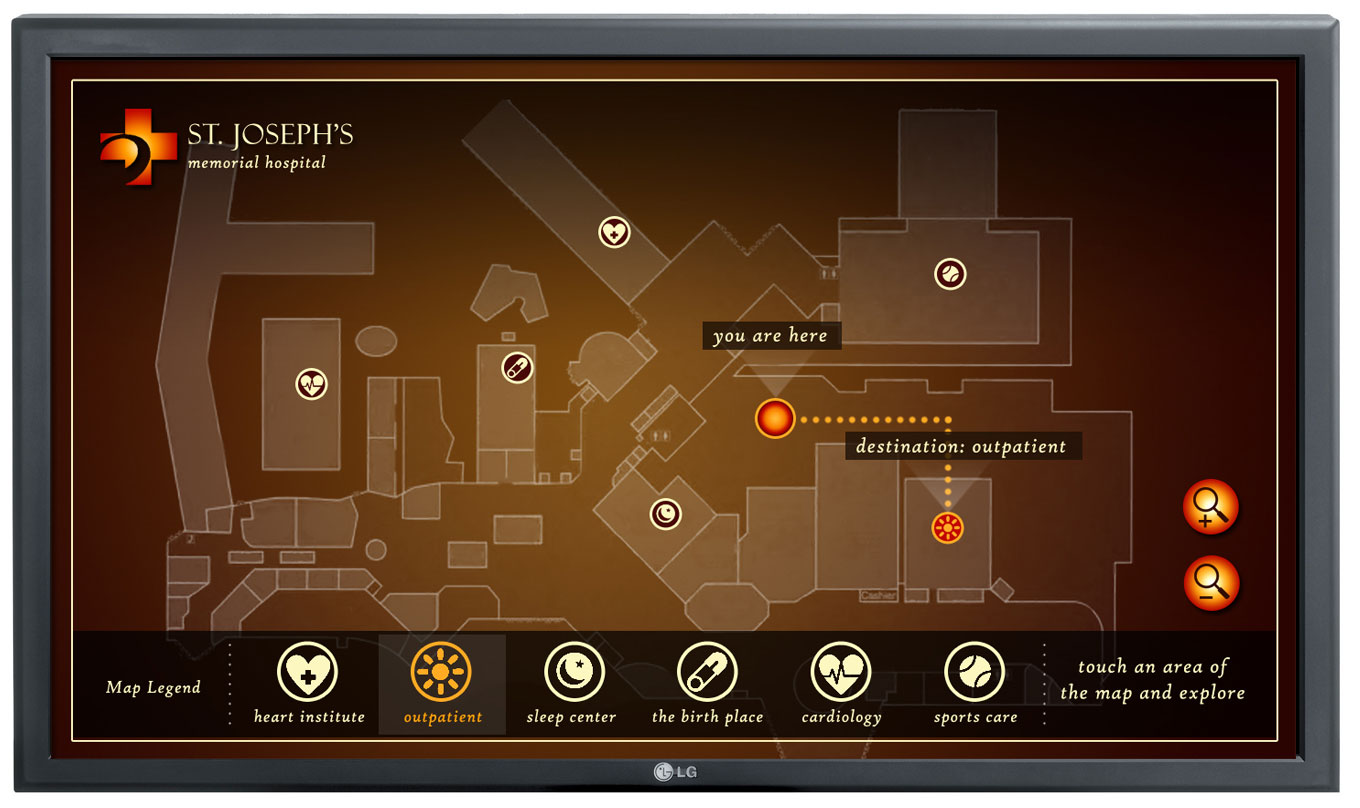 ST. JOSEPH'S
memorial hospital
you are here
destination: outpatient
Cashier
Map Legend
heart institute
outpatient
sleep center
the birth place
cardiology
sports care
touch an area of
the map and explore
LG